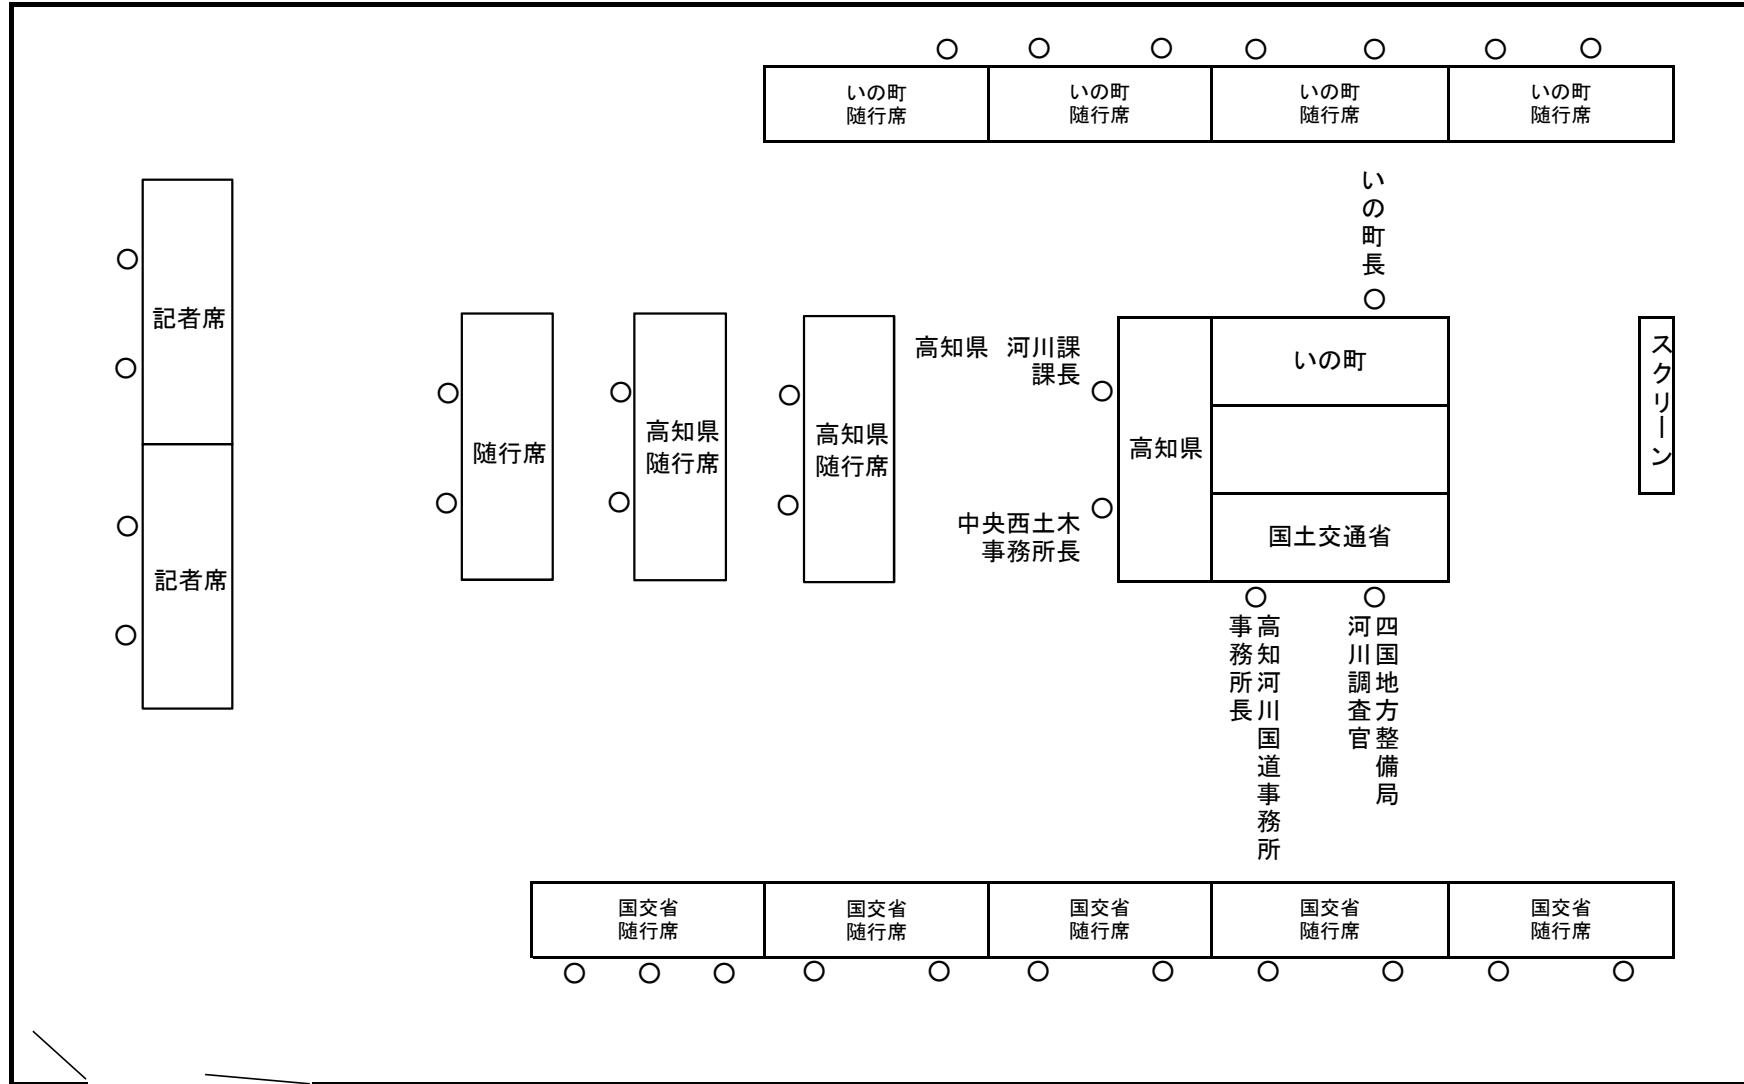 いの町
随行席
いの町
随行席
いの町
随行席
いの町
随行席
いの町長
記者席
記者席
随行席
高知県
随行席
高知県
随行席
高知県 河川課
課長
中央西土木
事務所長
高知県
いの町
国土交通省
スクリーン
高知河川国道事務所
事務所長
四国地方整備局
河川調査官
国交省
随行席
国交省
随行席
国交省
随行席
国交省
随行席
国交省
随行席